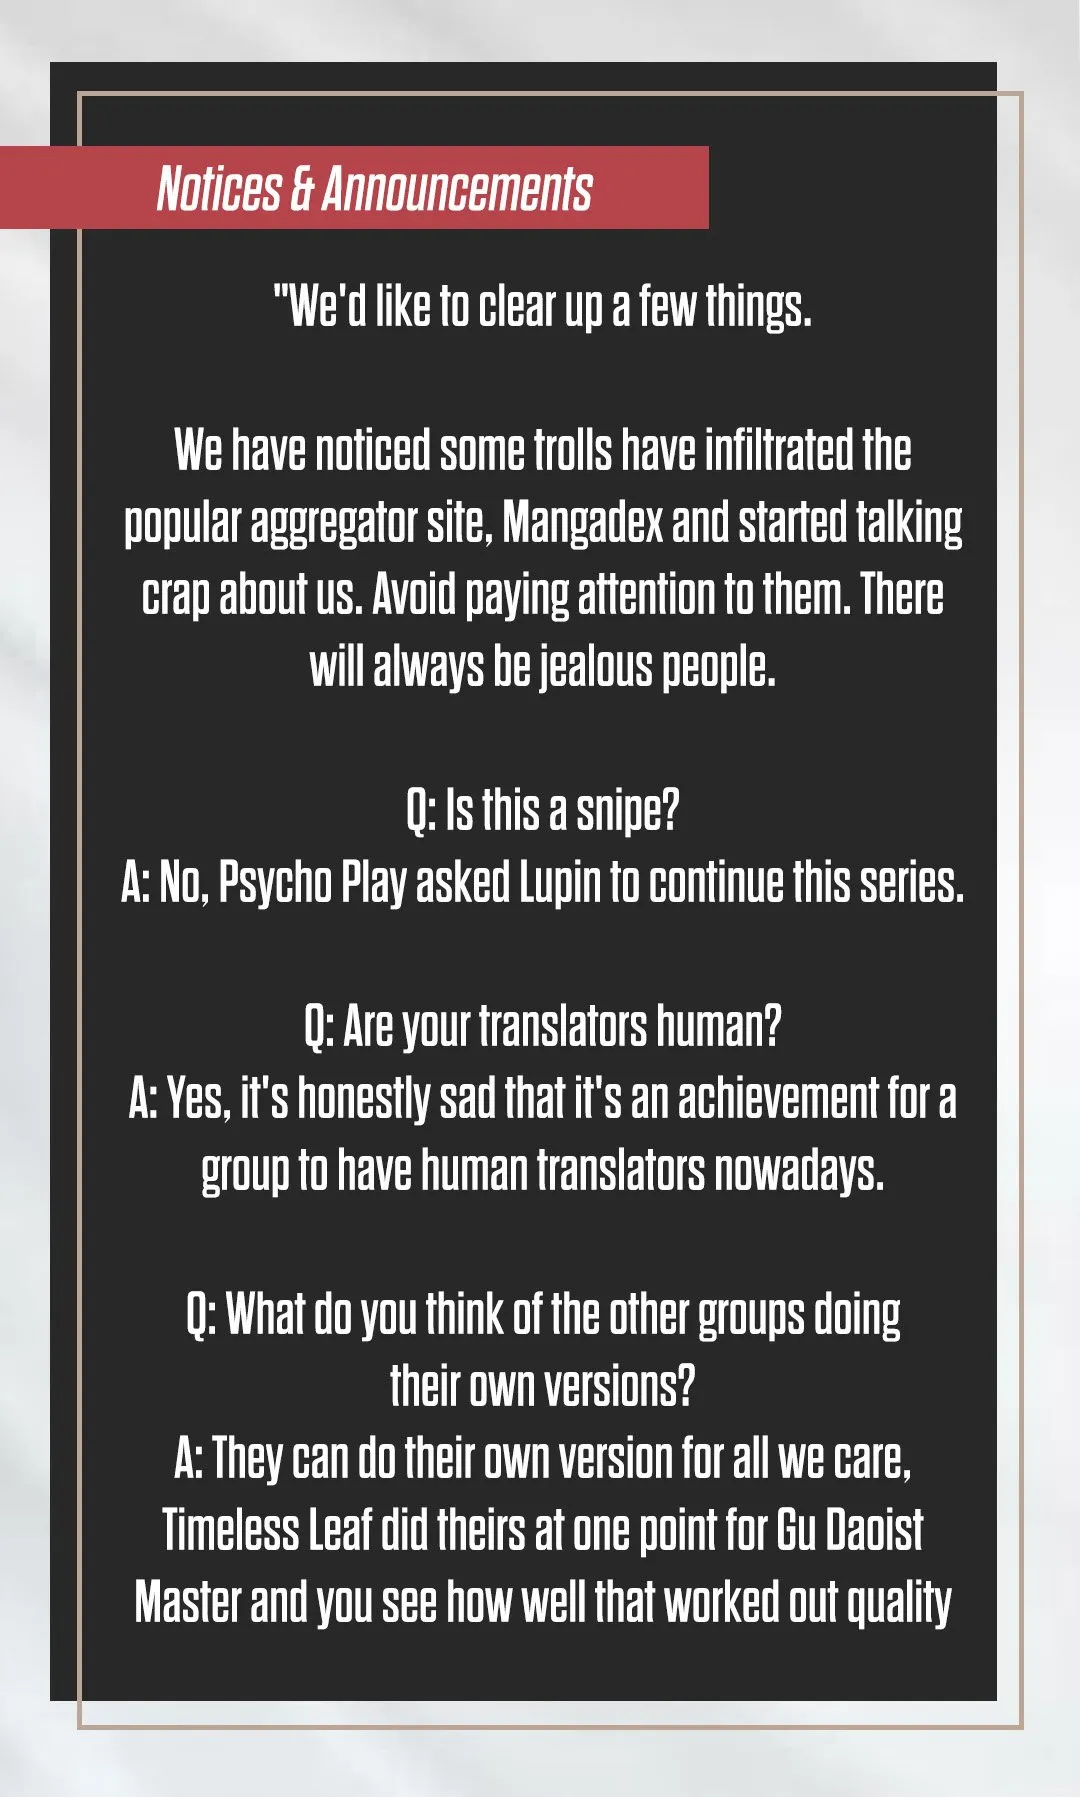 Notices & Announcements
"We'd like to clear up a few things.
We have noticed some trolls have infiltrated the
popular aggregator site, Mangadex and started talking
crap about us. Avoid paying attention to them. There
will always be jealous people.
Q: Is this a snipe?
A: No, Psycho Play asked Lupin to continue this series.
Q: Are your translators human?
A: Yes, it's honestly sad that it's an achievement for a
group to have human translators nowadays.
Q: What do you think of the other groups doing
their own versions?
A: They can do their own version for all we care,
Timeless Leaf did theirs at one point for Gu Daoist
Master and you see how well that worked out quality